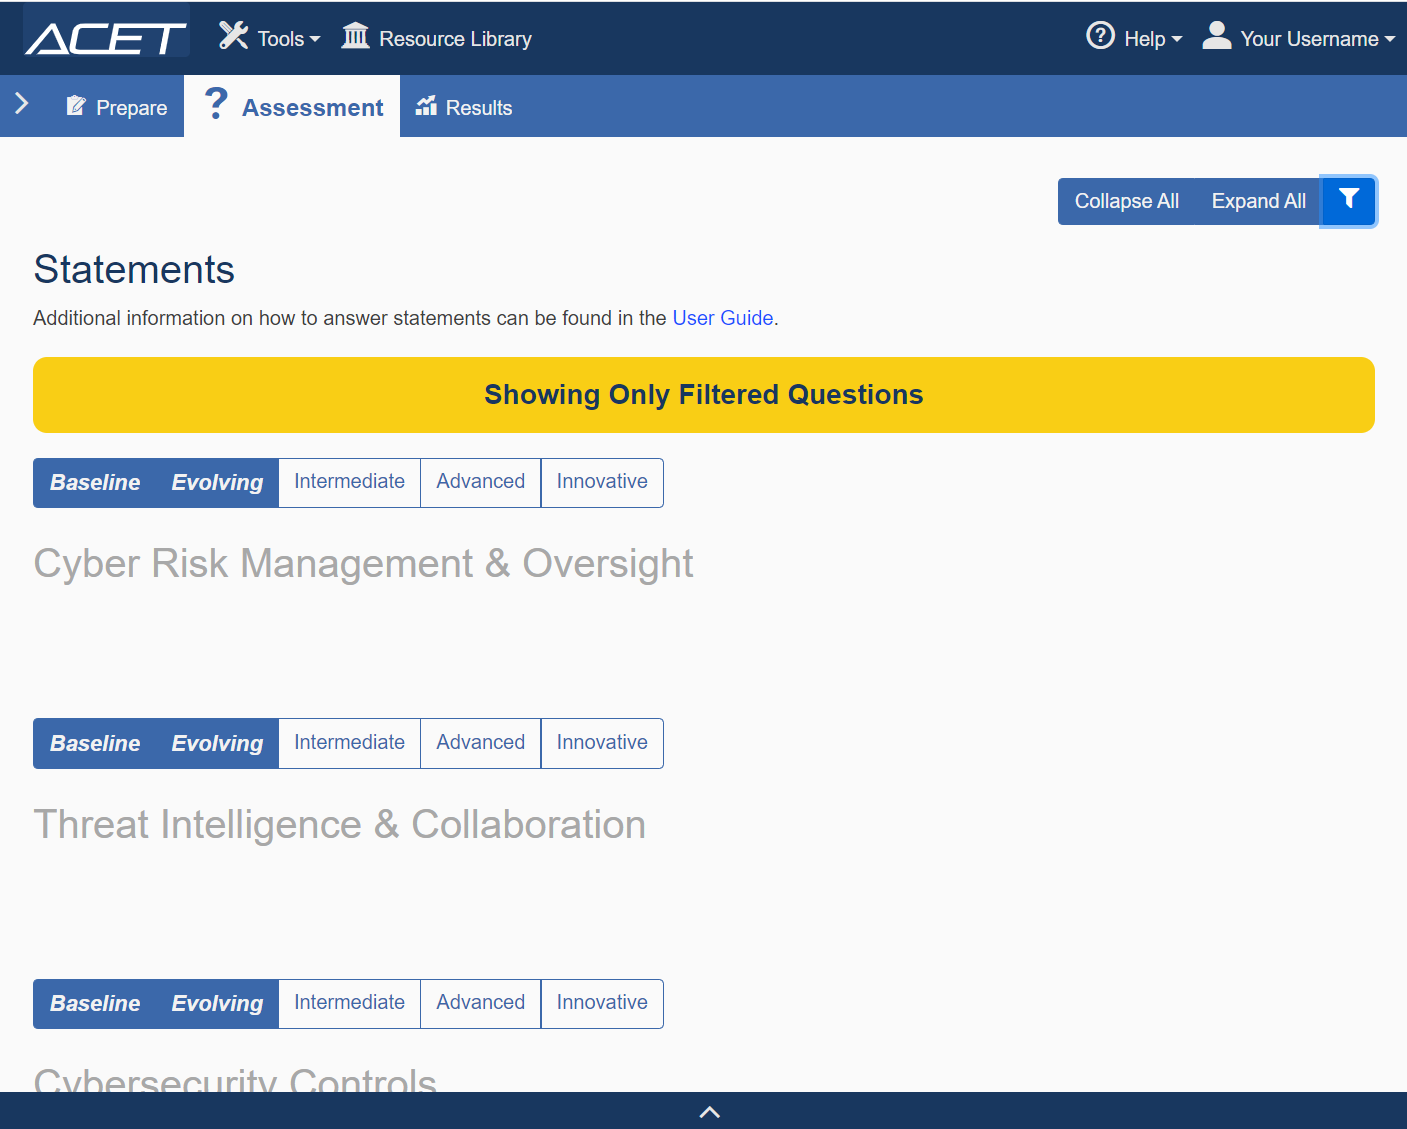 ACET Tools Resource Library Help Your Username
Prepare Assessment Results
Collapse All Expand All
Statements
Additional information on how to answer statements can be found in the User Guide.
Showing Only Filtered Questions
Baseline Evolving Intermediate Advanced Innovative
Cyber Risk Management & Oversight
Baseline Evolving Intermediate Advanced Innovative
Threat Intelligence & Collaboration
Baseline Evolving Intermediate Advanced Innovative
Cybersecurity Controls